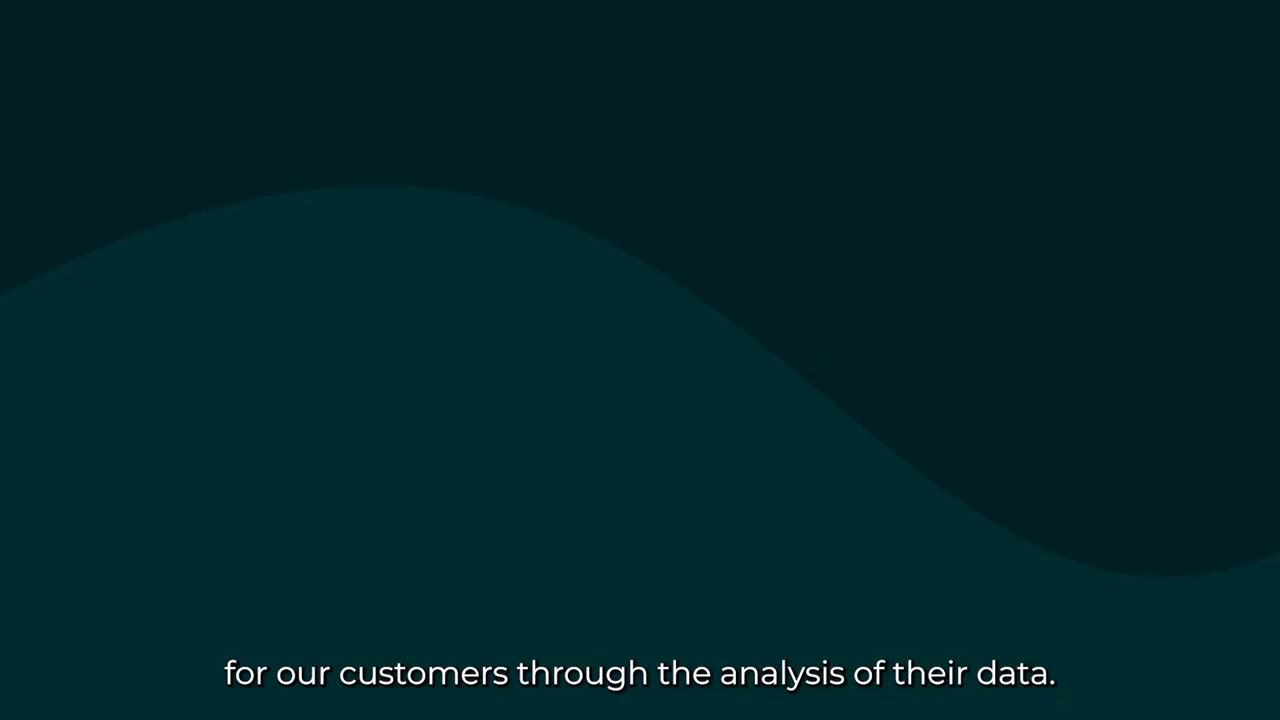 for our customers through the analysis of their data.